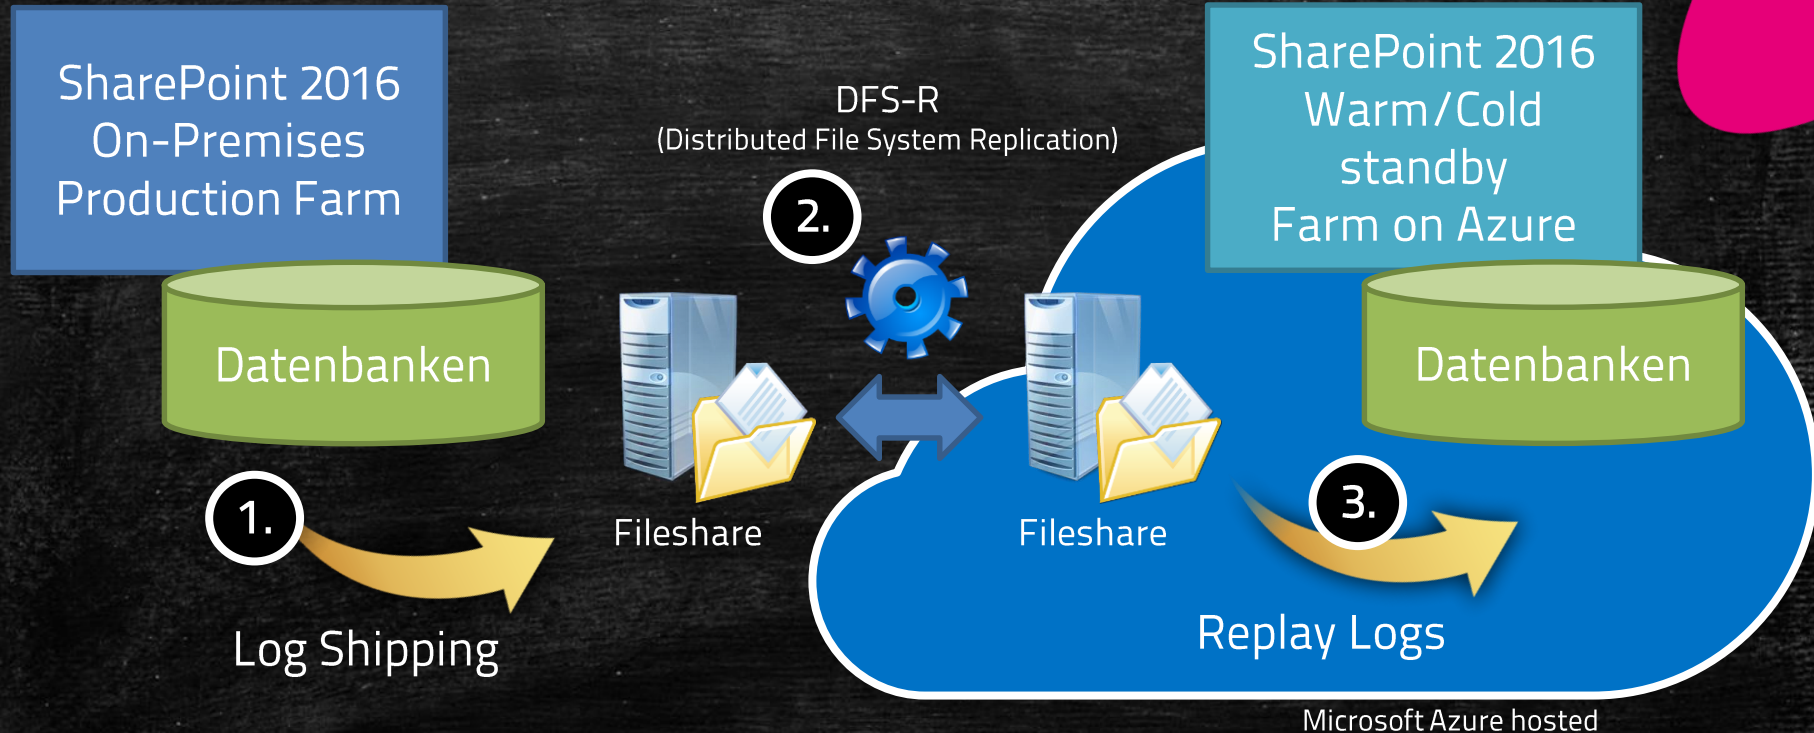 SharePoint 2016
On-Premises
Production Farm
Datenbanken
1.
Log Shipping
DFS-R
(Distributed File System Replication)
2.
Fileshare
Fileshare
SharePoint 2016
Warm/Cold
standby
Farm on Azure
Datenbanken
3.
Replay Logs
Microsoft Azure hosted